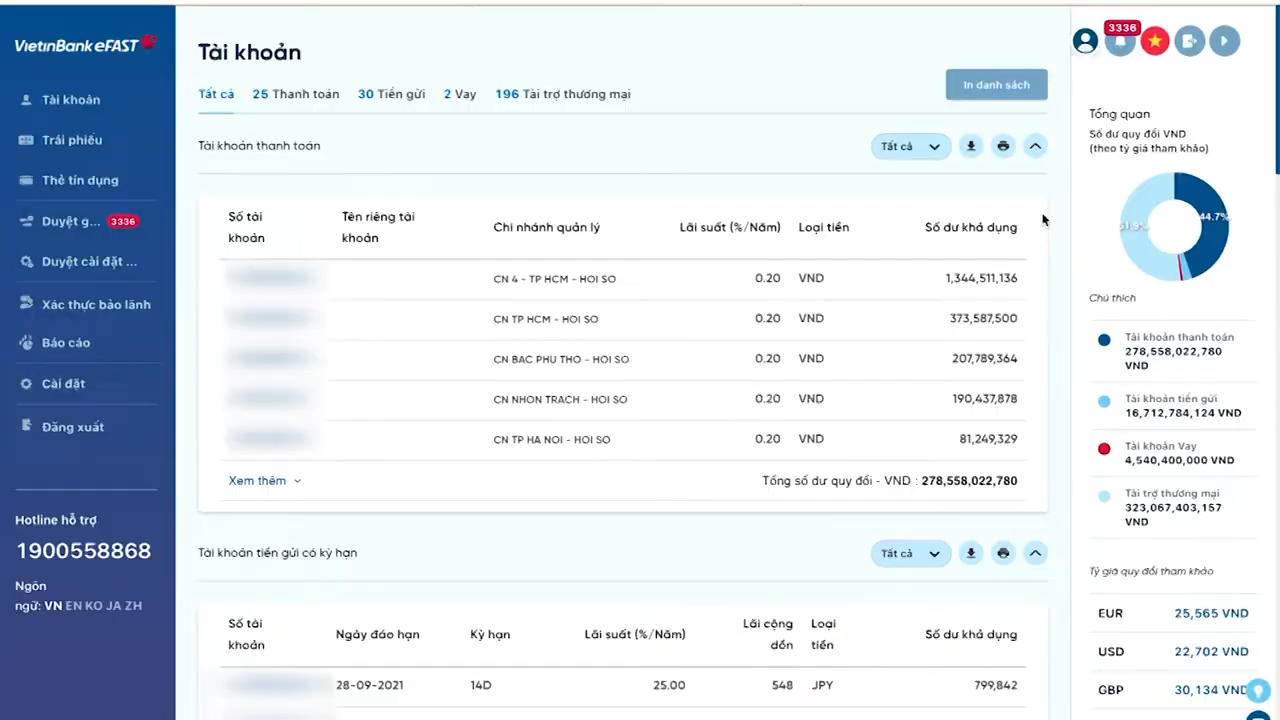 VietinBank eFAST
Tài khoản
Trái phiếu
Thẻ tín dụng
Duyệt g... 3336
Duyệt cài đặt ...
Xác thực bảo lãnh
Báo cáo
Cài đặt
Đăng xuất
Hotline hỗ trợ
1900558868
Ngôn
ngữ: VN EN KO JA ZH
Tài khoản
Tất cả 25 Thanh toán 30 Tiền gửi 2 Vay 196 Tài trợ thương mại
In danh sách
Tài khoản thanh toán
Tất cả
Số tài khoản Tên riêng tài khoản Chi nhánh quản lý Lãi suất (%/Năm) Loại tiền Số dư khả dụng
CN 4 - TP HCM - HOI SO 0.20 VND 1,344,511,136
CN TP HCM - HOI SO 0.20 VND 373,587,500
CN BAC PHU THO - HOI SO 0.20 VND 207,789,364
CN NHON TRACH - HOI SO 0.20 VND 190,437,878
CN TP HA NOI - HOI SO 0.20 VND 81,249,329
Xem thêm Tổng số dư quy đổi - VND : 278,558,022,780
Tài khoản tiền gửi có kỳ hạn
Tất cả
Số tài khoản Ngày đáo hạn Kỳ hạn Lãi suất (%/Năm) Lãi cộng dồn Loại tiền Số dư khả dụng
28-09-2021 14D 25.00 548 JPY 799,842
3336
Tổng quan
Số dư quy đổi VND
(theo tỷ giá tham khảo)
51.9% 44.7%
Chú thích
Tài khoản thanh toán
278,558,022,780
VND
Tài khoản tiền gửi
16,712,784,124 VND
Tài khoản Vay
4,540,400,000 VND
Tài trợ thương mại
323,067,403,157
VND
Tỷ giá quy đổi tham khảo
EUR 25,565 VND
USD 22,702 VND
GBP 30,134 VND